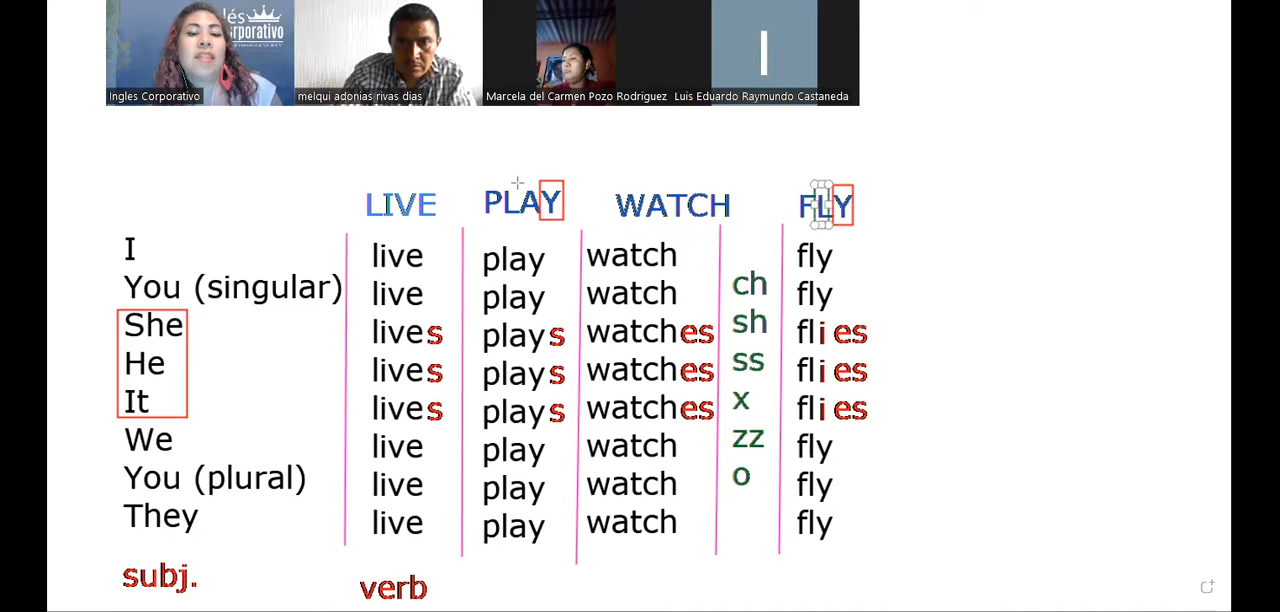 lés
corporativo
Ingles Corporativo melqui adonias rivas dias Marcela del Carmen Pozo Rodriguez Luis Eduardo Raymundo Castaneda
I
LIVE PLAY WATCH FLY
I live play watch fly
You (singular) live play watch ch fly
She lives plays watches sh flies
He lives plays watches ss flies
It lives plays watches x flies
We live play watch zz fly
You (plural) live play watch o fly
They live play watch fly
subj. verb